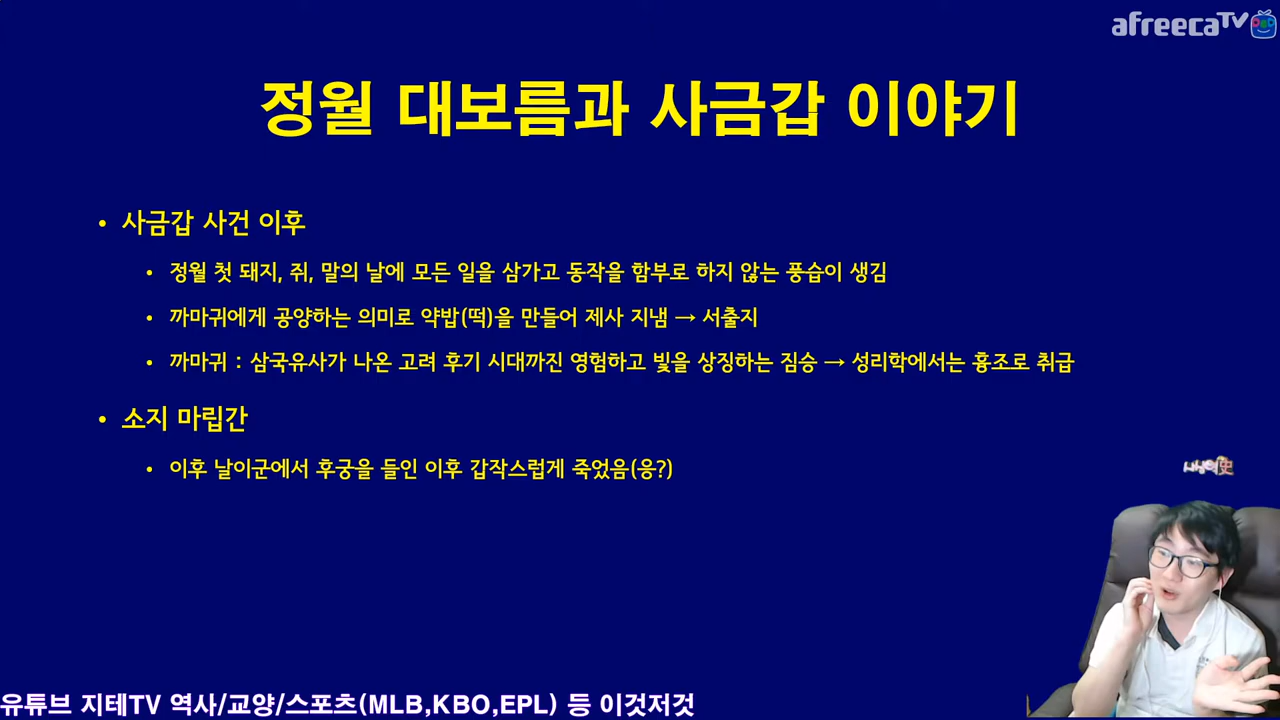 afreecaTV
정월 대보름과 사금갑 이야기
• 사금갑 사건 이후
• 정월 첫 돼지, 쥐, 말의 날에 모든 일을 삼가고 동작을 함부로 하지 않는 풍습이 생김
• 까마귀에게 공양하는 의미로 약밥(떡)을 만들어 제사 지냄 → 서출지
• 까마귀 : 삼국유사가 나온 고려 후기 시대까진 영험하고 빛을 상징하는 짐승 → 성리학에서는 흉조로 취급
• 소지 마립간
• 이후 날이군에서 후궁을 들인 이후 갑작스럽게 죽었음(응?)
유튜브 지테TV 역사/교양/스포츠(MLB,KBO,EPL) 등 이것저것